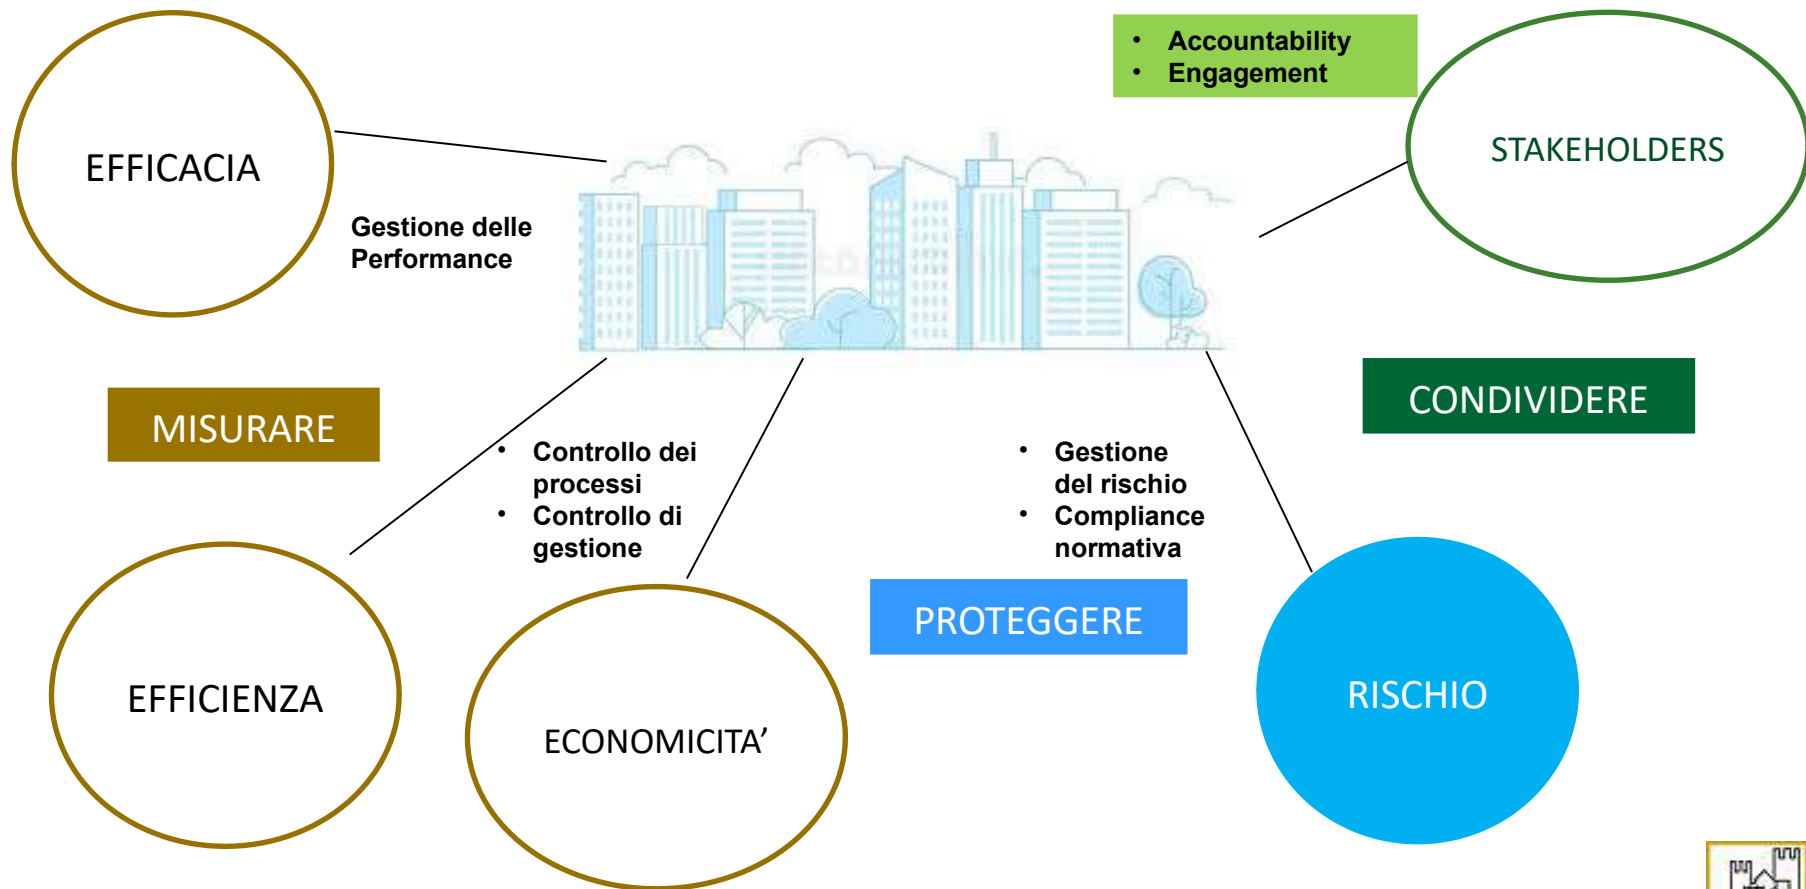 EFFICACIA
Gestione delle
Performance
• Accountability
• Engagement
STAKEHOLDERS
MISURARE
CONDIVIDERE
• Controllo dei
processi
• Controllo di
gestione
• Gestione
del rischio
• Compliance
normativa
PROTEGGERE
EFFICIENZA
ECONOMICITA’
RISCHIO